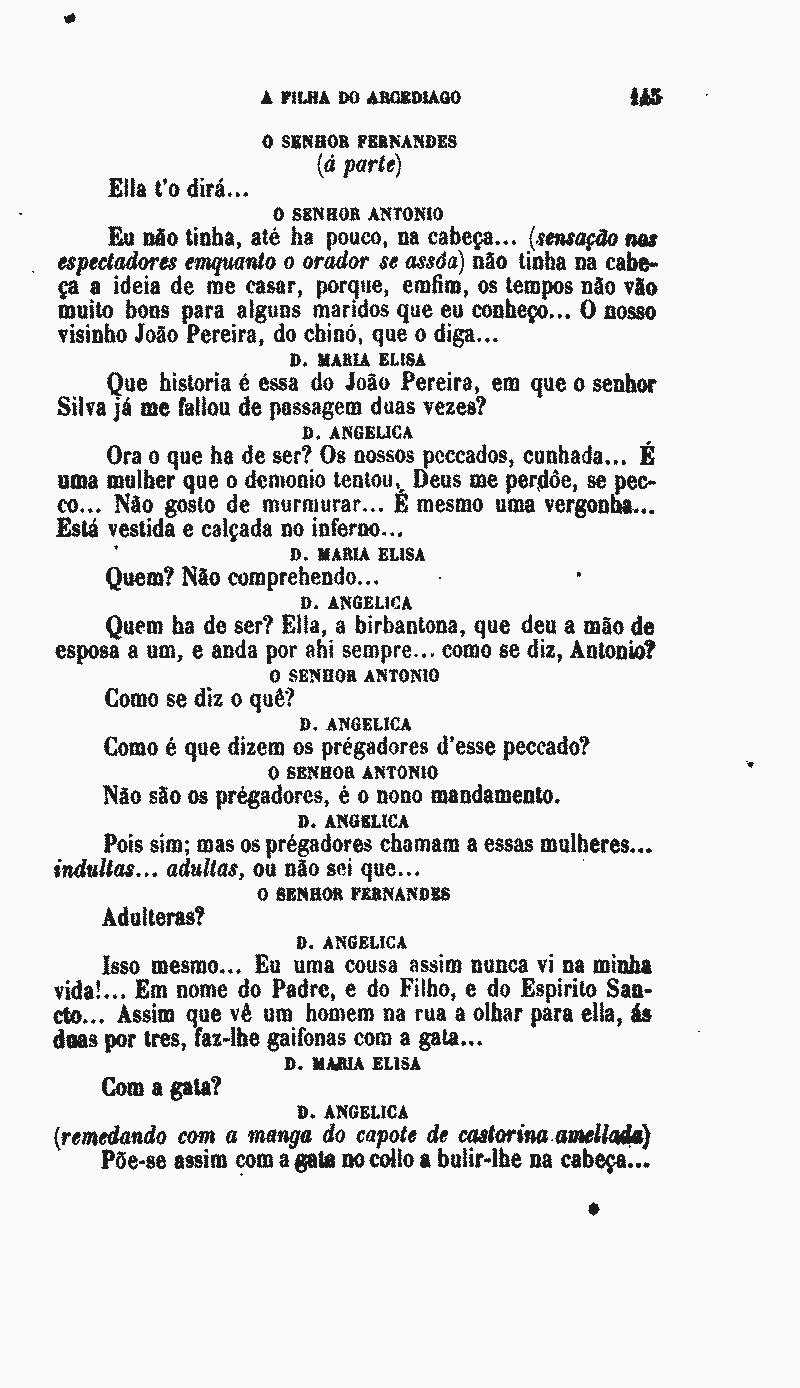 A FILHA DO ARCEDIAGO 145
O SENHOR FERNANDES
(á parte)
Ella t'o dirá...
O SENHOR ANTONIO
Eu não tinha, até ha pouco, na cabeça... (sensação nos
espectadores emquanto o orador se assôa) não tinha na cabe-
ça a ideia de me casar, porque, emfim, os tempos não vão
muito bons para alguns maridos que eu conheço... O nosso
visinho João Pereira, do chinó, que o diga...
D. MARIA ELISA
Que historia é essa do João Pereira, em que o senhor
Silva já me fallou de passagem duas vezes?
D. ANGELICA
Ora o que ha de ser? Os nossos peccados, cunhada... É
uma mulher que o demonio tentou, Deus me perdôe, se pec-
co... Não gosto de murmurar... É mesmo uma vergonha...
Está vestida e calçada no inferno...
D. MARIA ELISA
Quem? Não comprehendo...
D. ANGELICA
Quem ha de ser? Ella, a birbantona, que deu a mão de
esposa a um, e anda por ahi sempre... como se diz, Antonio?
O SENHOR ANTONIO
Como se diz o quê?
D. ANGELICA
Como é que dizem os prégadores d'esse peccado?
O SENHOR ANTONIO
Não são os prégadores, é o nono mandamento.
D. ANGELICA
Pois sim; mas os prégadores chamam a essas mulheres...
indultas... adultas, ou não sei que...
O SENHOR FERNANDES
Adulteras?
D. ANGELICA
Isso mesmo... Eu uma cousa assim nunca vi na minha
vida!... Em nome do Padre, e do Filho, e do Espirito San-
cto... Assim que vê um homem na rua a olhar para ella, ás
duas por tres, faz-lhe gaifonas com a gata...
D. MARIA ELISA
Com a gata?
D. ANGELICA
(remedando com a manga do capote de castorina amellada)
Põe-se assim com a gata no collo a bulir-lhe na cabeça...